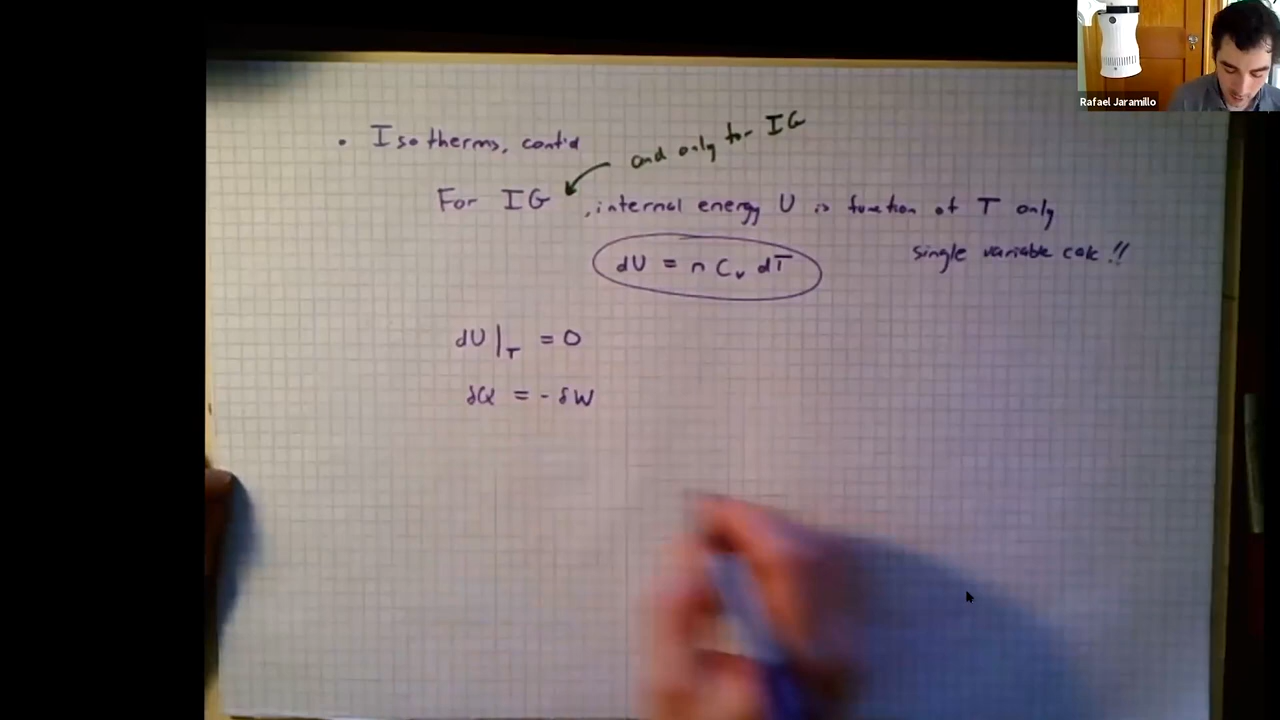 Rafael Jaramillo
• Isotherms, cont'd
and only for IG
For IG, internal energy U is function of T only
single variable calc!!
dU = n Cv dT
dU|T = 0
δQ = - δW